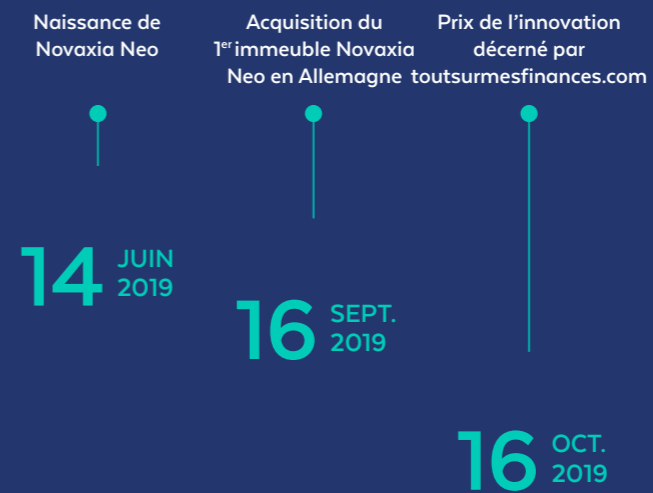 Naissance de
Novaxia Neo
Acquisition du
1er immeuble Novaxia
Neo en Allemagne
Prix de l’innovation
décerné par
toutsurmesfinances.com
14 JUIN
2019
16 SEPT.
2019
16 OCT.
2019